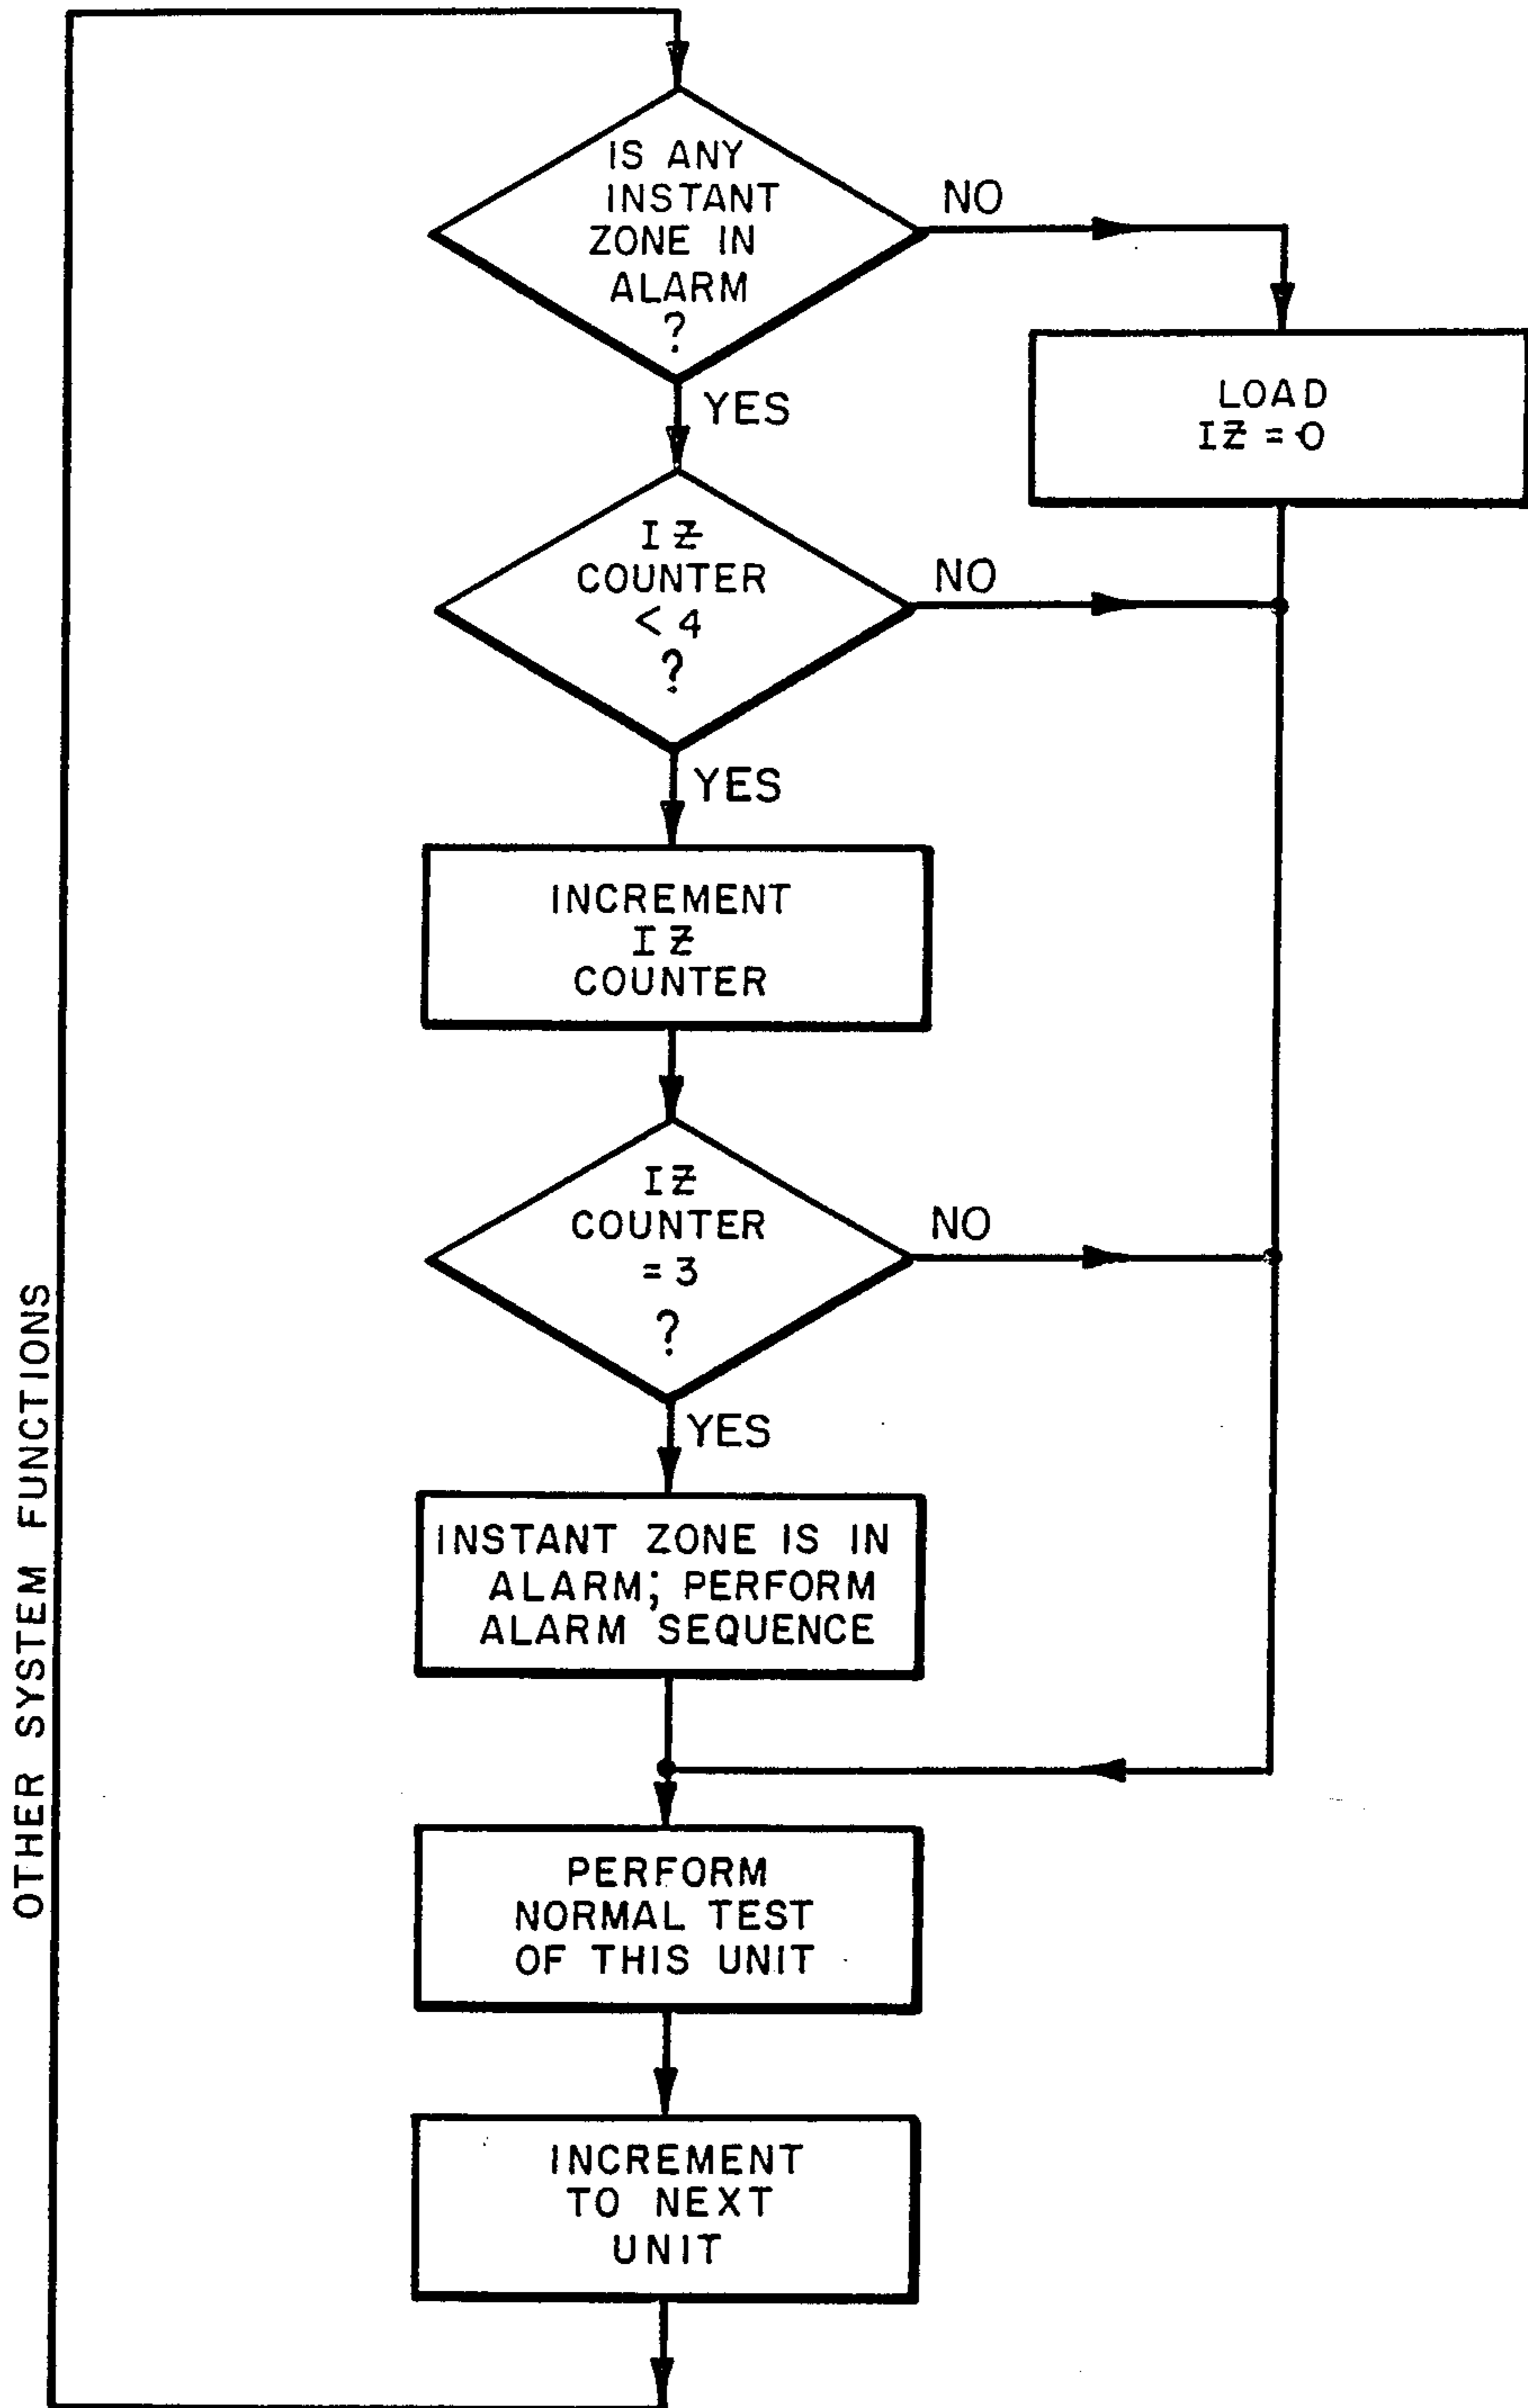 IS ANY
INSTANT
ZONE IN
ALARM
?
NO
YES
LOAD
IZ = 0
IZ
COUNTER
< 4
?
NO
YES
INCREMENT
IZ
COUNTER
IZ
COUNTER
= 3
?
NO
YES
INSTANT ZONE IS IN
ALARM; PERFORM
ALARM SEQUENCE
PERFORM
NORMAL TEST
OF THIS UNIT
INCREMENT
TO NEXT
UNIT
OTHER SYSTEM FUNCTIONS